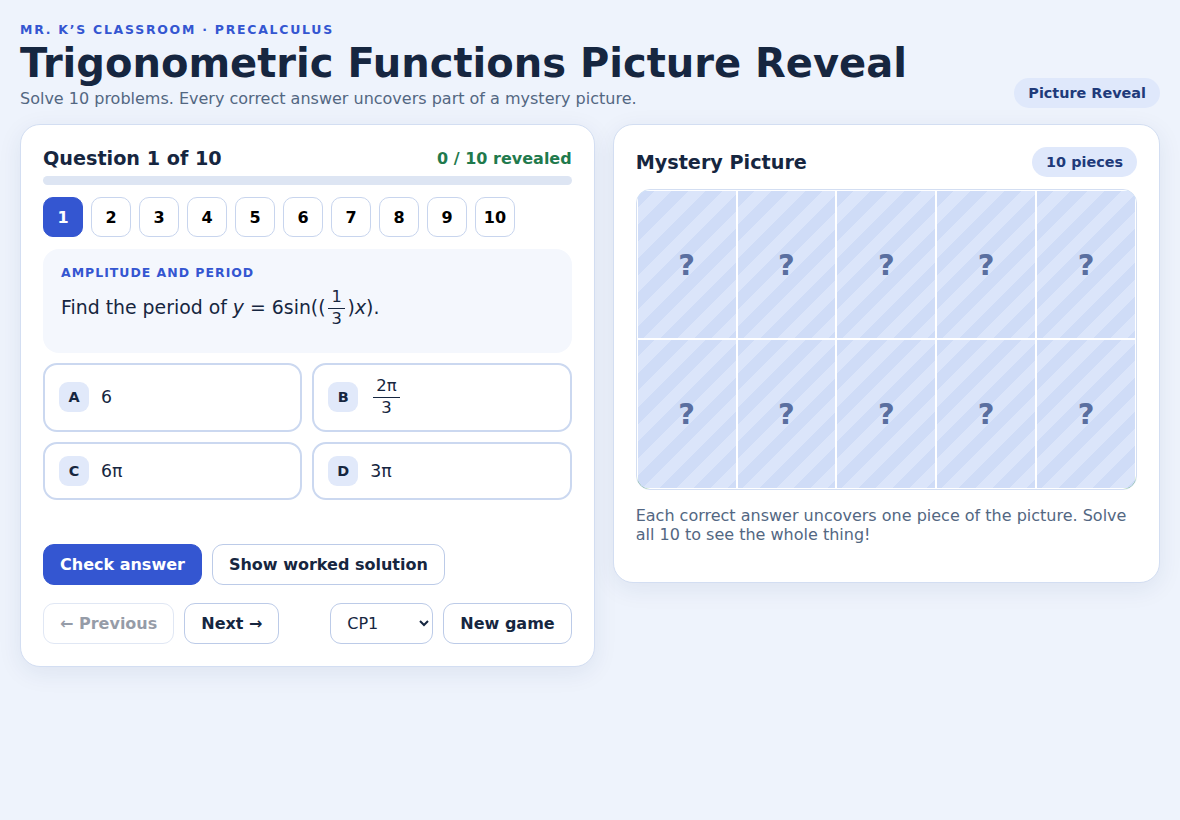 MR. K’S CLASSROOM · PRECALCULUS
Trigonometric Functions Picture Reveal
Solve 10 problems. Every correct answer uncovers part of a mystery picture.
Picture Reveal
Question 1 of 10
0 / 10 revealed
1 2 3 4 5 6 7 8 9 10
AMPLITUDE AND PERIOD
Find the period of y = 6sin((1/3)x).
A 6
B 2π/3
C 6π
D 3π
Check answer
Show worked solution
← Previous
Next →
CP1
New game
Mystery Picture
10 pieces
? ? ? ? ?
? ? ? ? ?
Each correct answer uncovers one piece of the picture. Solve
all 10 to see the whole thing!